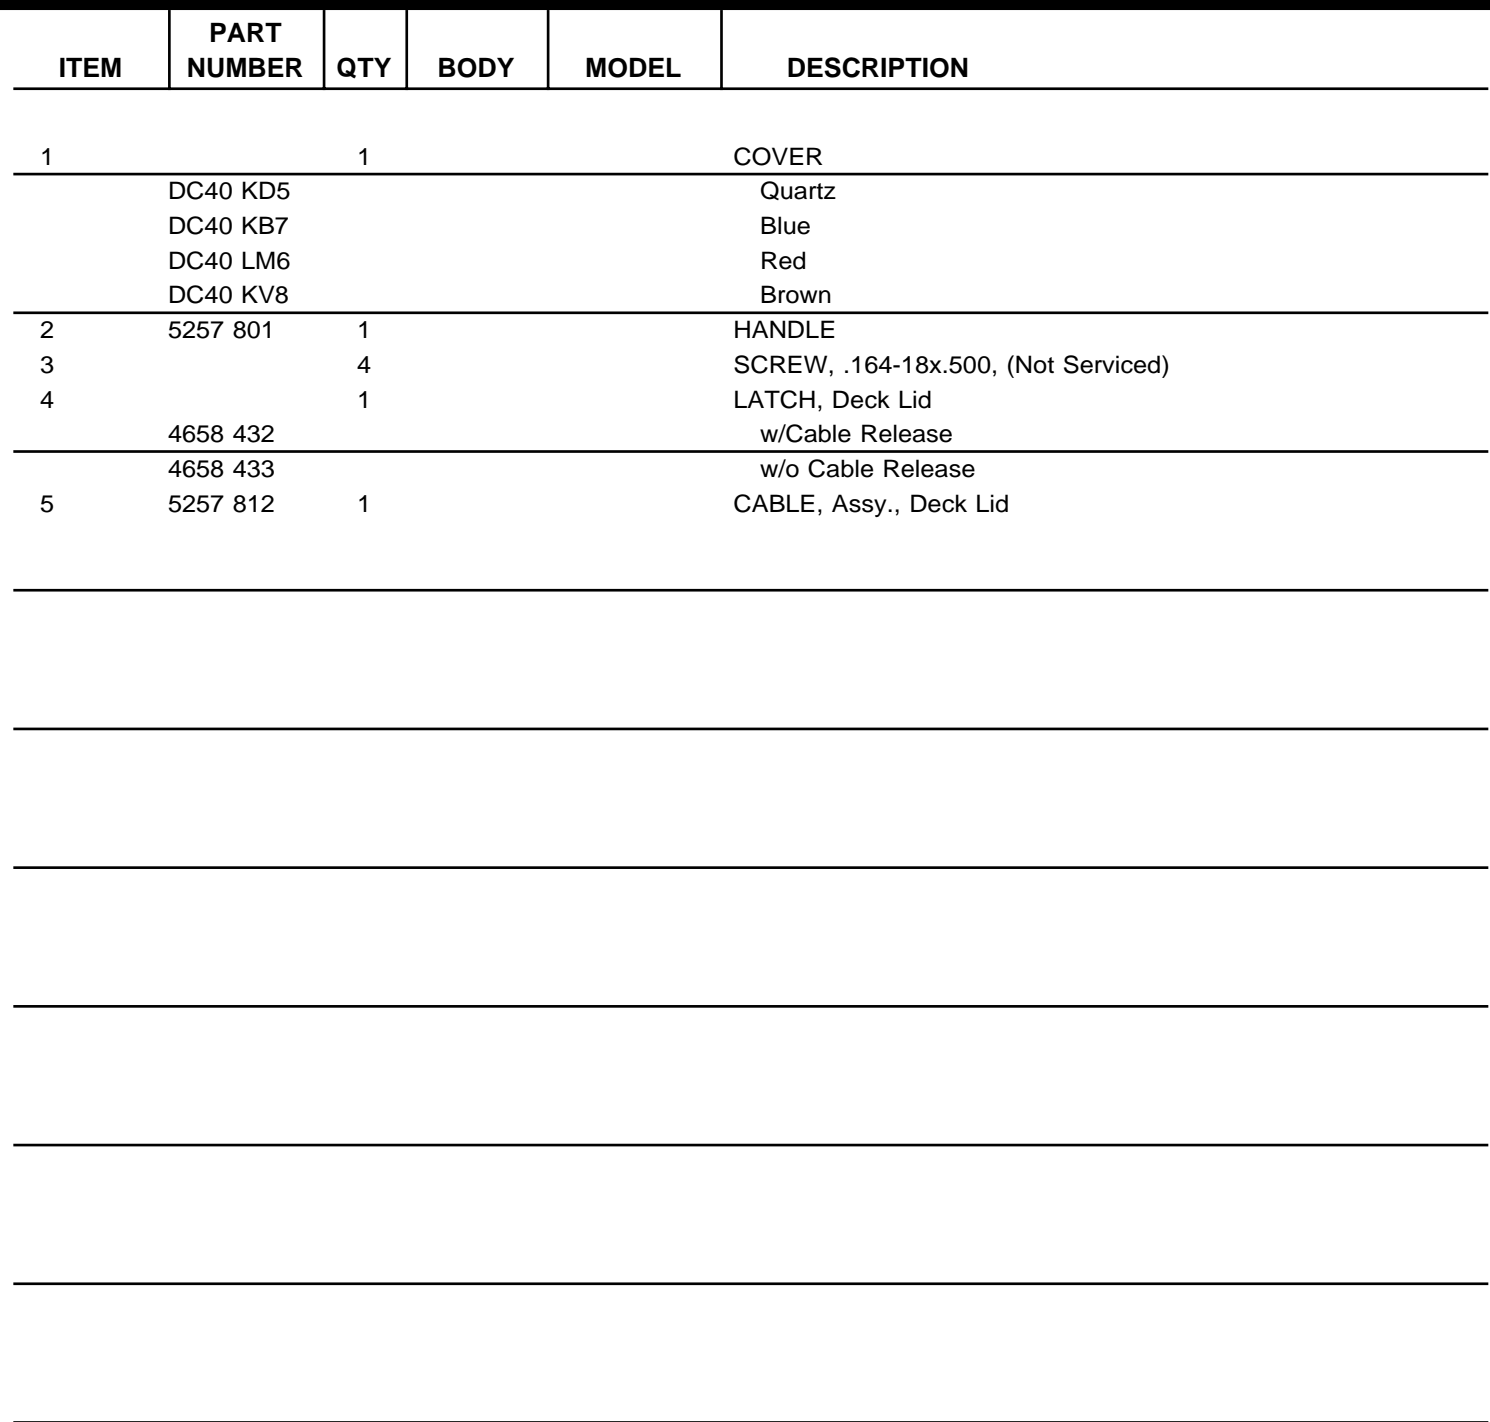 PART
ITEM NUMBER QTY BODY MODEL DESCRIPTION
1 1 COVER
DC40 KD5 Quartz
DC40 KB7 Blue
DC40 LM6 Red
DC40 KV8 Brown
2 5257 801 1 HANDLE
3 4 SCREW, .164-18x.500, (Not Serviced)
4 1 LATCH, Deck Lid
4658 432 w/Cable Release
4658 433 w/o Cable Release
5 5257 812 1 CABLE, Assy., Deck Lid